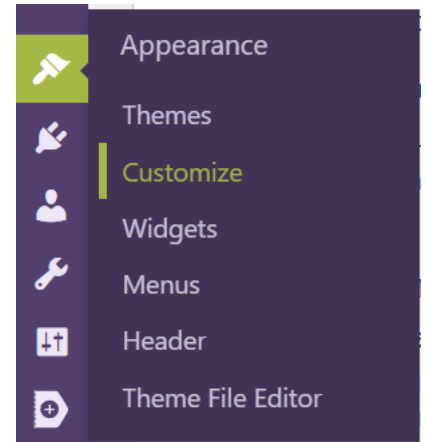 Appearance
Themes
Customize
Widgets
Menus
Header
Theme File Editor